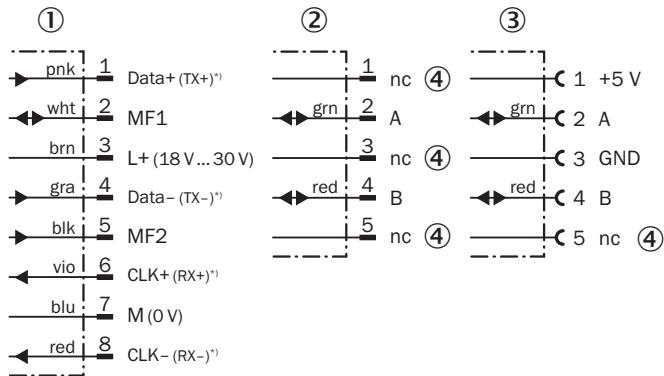 ① ② ③
pnk 1 Data+ (TX+)*)
wht 2 MF1
brn 3 L+ (18 V ... 30 V)
gra 4 Data– (TX–)*)
blk 5 MF2
vio 6 CLK+ (RX+)*)
blu 7 M (0 V)
red 8 CLK– (RX–)*)
1 nc ④
grn 2 A
3 nc ④
red 4 B
5 nc ④
1 +5 V
grn 2 A
3 GND
red 4 B
5 nc ④